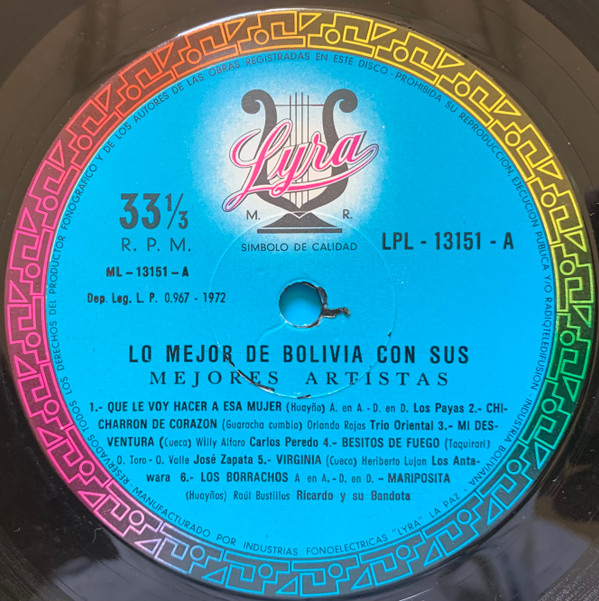 RESERVADOS TODOS LOS DERECHOS DEL PRODUCTOR FONOGRAFICO Y DE LOS AUTORES DE LAS OBRAS REGISTRADAS EN ESTE DISCO - PROHIBIDA SU REPRODUCCION EJECUCION PUBLICA Y/O RADIOTELEDIFUSION INDUSTRIA BOLIVIANA
Lyra
M. R.
SIMBOLO DE CALIDAD
33⅓
R. P. M.
LPL - 13151 - A
ML - 13151 - A
Dep. Leg. L. P. 0.967 - 1972
LO MEJOR DE BOLIVIA CON SUS
MEJORES ARTISTAS
1.- QUE LE VOY HACER A ESA MUJER (Huayño) A. en A. - D. en D. Los Payas 2.- CHI-
CHARRON DE CORAZON (Guaracha cumbia) Orlando Rojas Trio Oriental 3.- MI DES-
VENTURA (Cueca) Willy Alfaro Carlos Peredo 4.- BESITOS DE FUEGO (Taquirari)
O. Toro - O. Valle José Zapata 5.- VIRGINIA (Cueca) Heriberto Lujan Los Anta-
wara 6.- LOS BORRACHOS A en A. - D. en D. - MARIPOSITA
(Huayños) Raúl Bustillos Ricardo y su Bandota
MANUFACTURADO POR INDUSTRIAS FONOELECTRICAS "LYRA" LA PAZ -